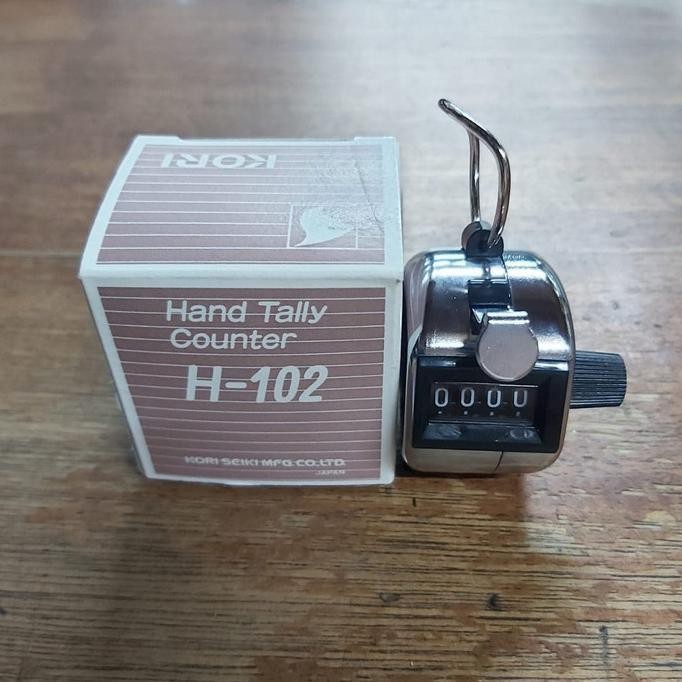 KORI
Hand Tally
Counter
H-102
KORI SEIKI MFG.CO.,LTD.
JAPAN
0000